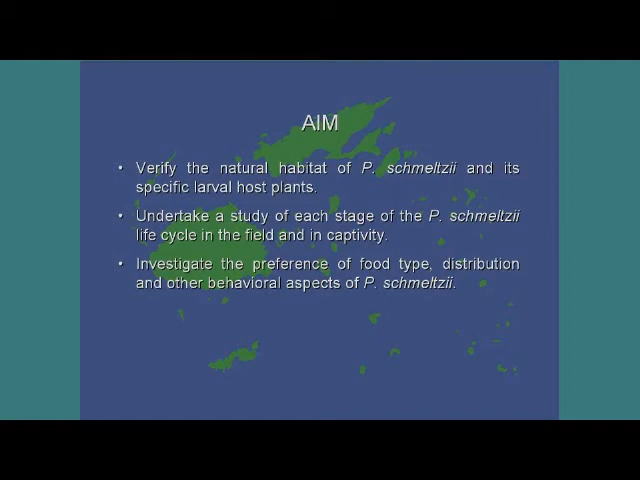 AIM
• Verify the natural habitat of P. schmeltzii and its
specific larval host plants.
• Undertake a study of each stage of the P. schmeltzii
life cycle in the field and in captivity.
• Investigate the preference of food type, distribution
and other behavioral aspects of P. schmeltzii.